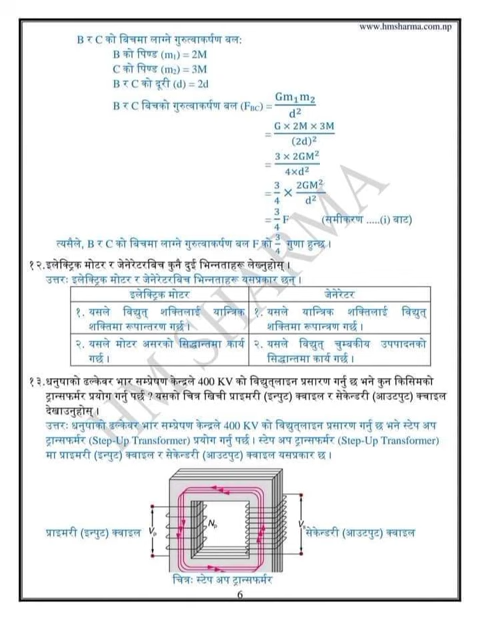 www.hmsharma.com.np
B र C को बिचमा लाग्ने गुरुत्वाकर्षण बल:
B को पिण्ड (m₁) = 2M
C को पिण्ड (m₂) = 3M
B र C को दूरी (d) = 2d
B र C बिचको गुरुत्वाकर्षण बल (F_BC) = Gm₁m₂/d²
= G × 2M × 3M/(2d)²
= 3 × 2GM²/4×d²
= 3/4 × 2GM²/d²
= 3/4 F (समीकरण .....(i) बाट)
त्यसैले, B र C को बिचमा लाग्ने गुरुत्वाकर्षण बल F को 3/4 गुणा हुन्छ ।
१२.इलेक्ट्रिक मोटर र जेनेरेटरबिच कुनै दुई भिन्नताहरू लेख्नुहोस् ।
उत्तरः इलेक्ट्रिक मोटर र जेनेरेटरबिच भिन्नताहरू यसप्रकार छन् ।
इलेक्ट्रिक मोटर जेनेरेटर
१. यसले विद्युत् शक्तिलाई यान्त्रिक शक्तिमा रूपान्तरण गर्छ ।
१. यसले यान्त्रिक शक्तिलाई विद्युत् शक्तिमा रूपान्त्रण गर्छ ।
२. यसले मोटर असरको सिद्धान्तमा कार्य गर्छ ।
२. यसले विद्युत् चुम्बकीय उपपादनको सिद्धान्तमा कार्य गर्छ ।
१३.धनुषाको ढल्केबर भार सम्प्रेषण केन्द्रले 400 KV को विद्युत्लाइन प्रसारण गर्नु छ भने कुन किसिमको
ट्रान्सफर्मर प्रयोग गर्नु पर्छ ? यसको चित्र खिची प्राइमरी (इन्पुट) क्वाइल र सेकेन्डरी (आउटपुट) क्वाइल
देखाउनुहोस् ।
उत्तरः धनुषाको ढल्केबर भार सम्प्रेषण केन्द्रले 400 KV को विद्युत्लाइन प्रसारण गर्नु छ भने स्टेप अप
ट्रान्सफर्मर (Step-Up Transformer) प्रयोग गर्नु पर्छ । स्टेप अप ट्रान्सफर्मर (Step-Up Transformer)
मा प्राइमरी (इन्पुट) क्वाइल र सेकेन्डरी (आउटपुट) क्वाइल यसप्रकार छ ।
प्राइमरी (इन्पुट) क्वाइल Vₚ Nₚ सेकेन्डरी (आउटपुट) क्वाइल
चित्रः स्टेप अप ट्रान्सफर्मर
6
HM SHARMA